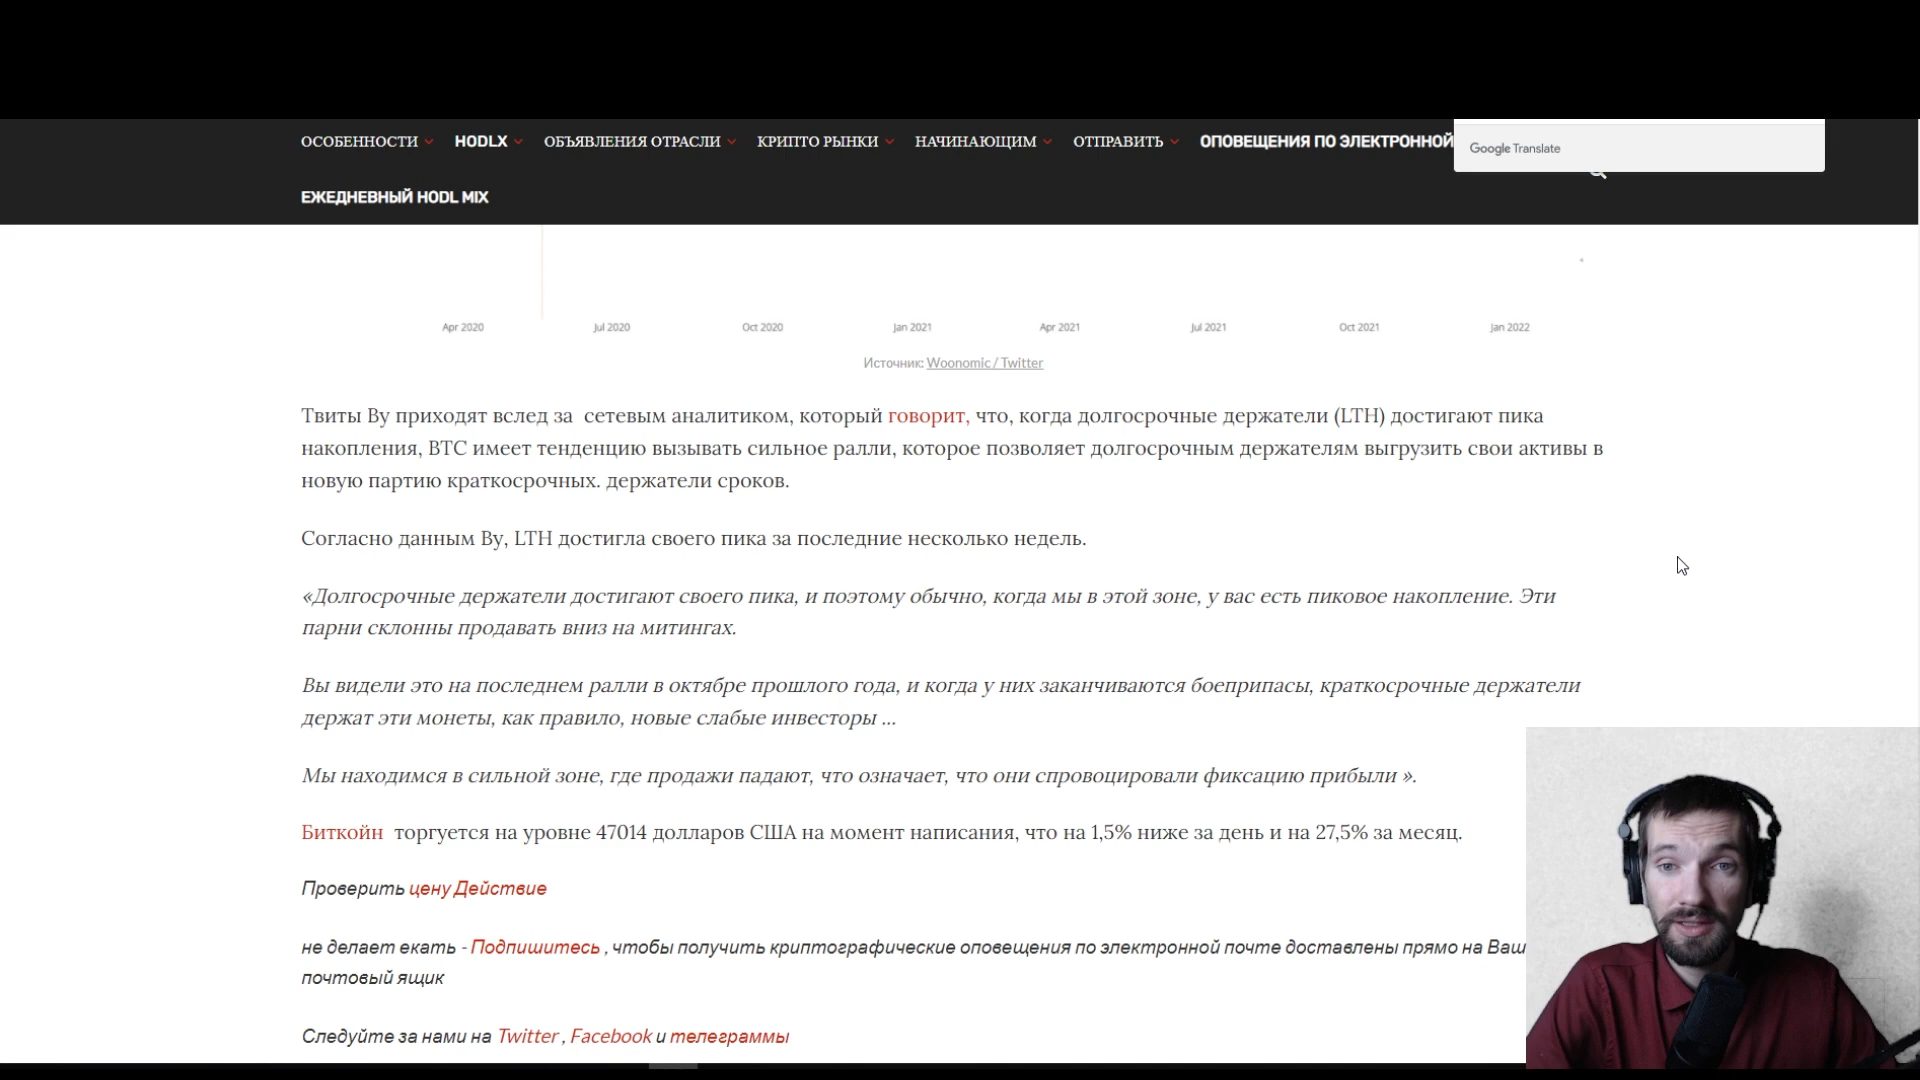 ОСОБЕННОСТИ HODLX ОБЪЯВЛЕНИЯ ОТРАСЛИ КРИПТО РЫНКИ НАЧИНАЮЩИМ ОТПРАВИТЬ ОПОВЕЩЕНИЯ ПО ЭЛЕКТРОННОЙ
Google Translate
ЕЖЕДНЕВНЫЙ HODL MIX
Apr 2020 Jul 2020 Oct 2020 Jan 2021 Apr 2021 Jul 2021 Oct 2021 Jan 2022
Источник: Woonomic / Twitter
Твиты Ву приходят вслед за сетевым аналитиком, который говорит, что, когда долгосрочные держатели (LTH) достигают пика
накопления, BTC имеет тенденцию вызывать сильное ралли, которое позволяет долгосрочным держателям выгрузить свои активы в
новую партию краткосрочных. держатели сроков.
Согласно данным Ву, LTH достигла своего пика за последние несколько недель.
«Долгосрочные держатели достигают своего пика, и поэтому обычно, когда мы в этой зоне, у вас есть пиковое накопление. Эти
парни склонны продавать вниз на митингах.
Вы видели это на последнем ралли в октябре прошлого года, и когда у них заканчиваются боеприпасы, краткосрочные держатели
держат эти монеты, как правило, новые слабые инвесторы ...
Мы находимся в сильной зоне, где продажи падают, что означает, что они спровоцировали фиксацию прибыли ».
Биткойн торгуется на уровне 47014 долларов США на момент написания, что на 1,5% ниже за день и на 27,5% за месяц.
Проверить цену Действие
не делает екать - Подпишитесь , чтобы получить криптографические оповещения по электронной почте доставлены прямо на Ваш
почтовый ящик
Следуйте за нами на Twitter , Facebook и телеграммы